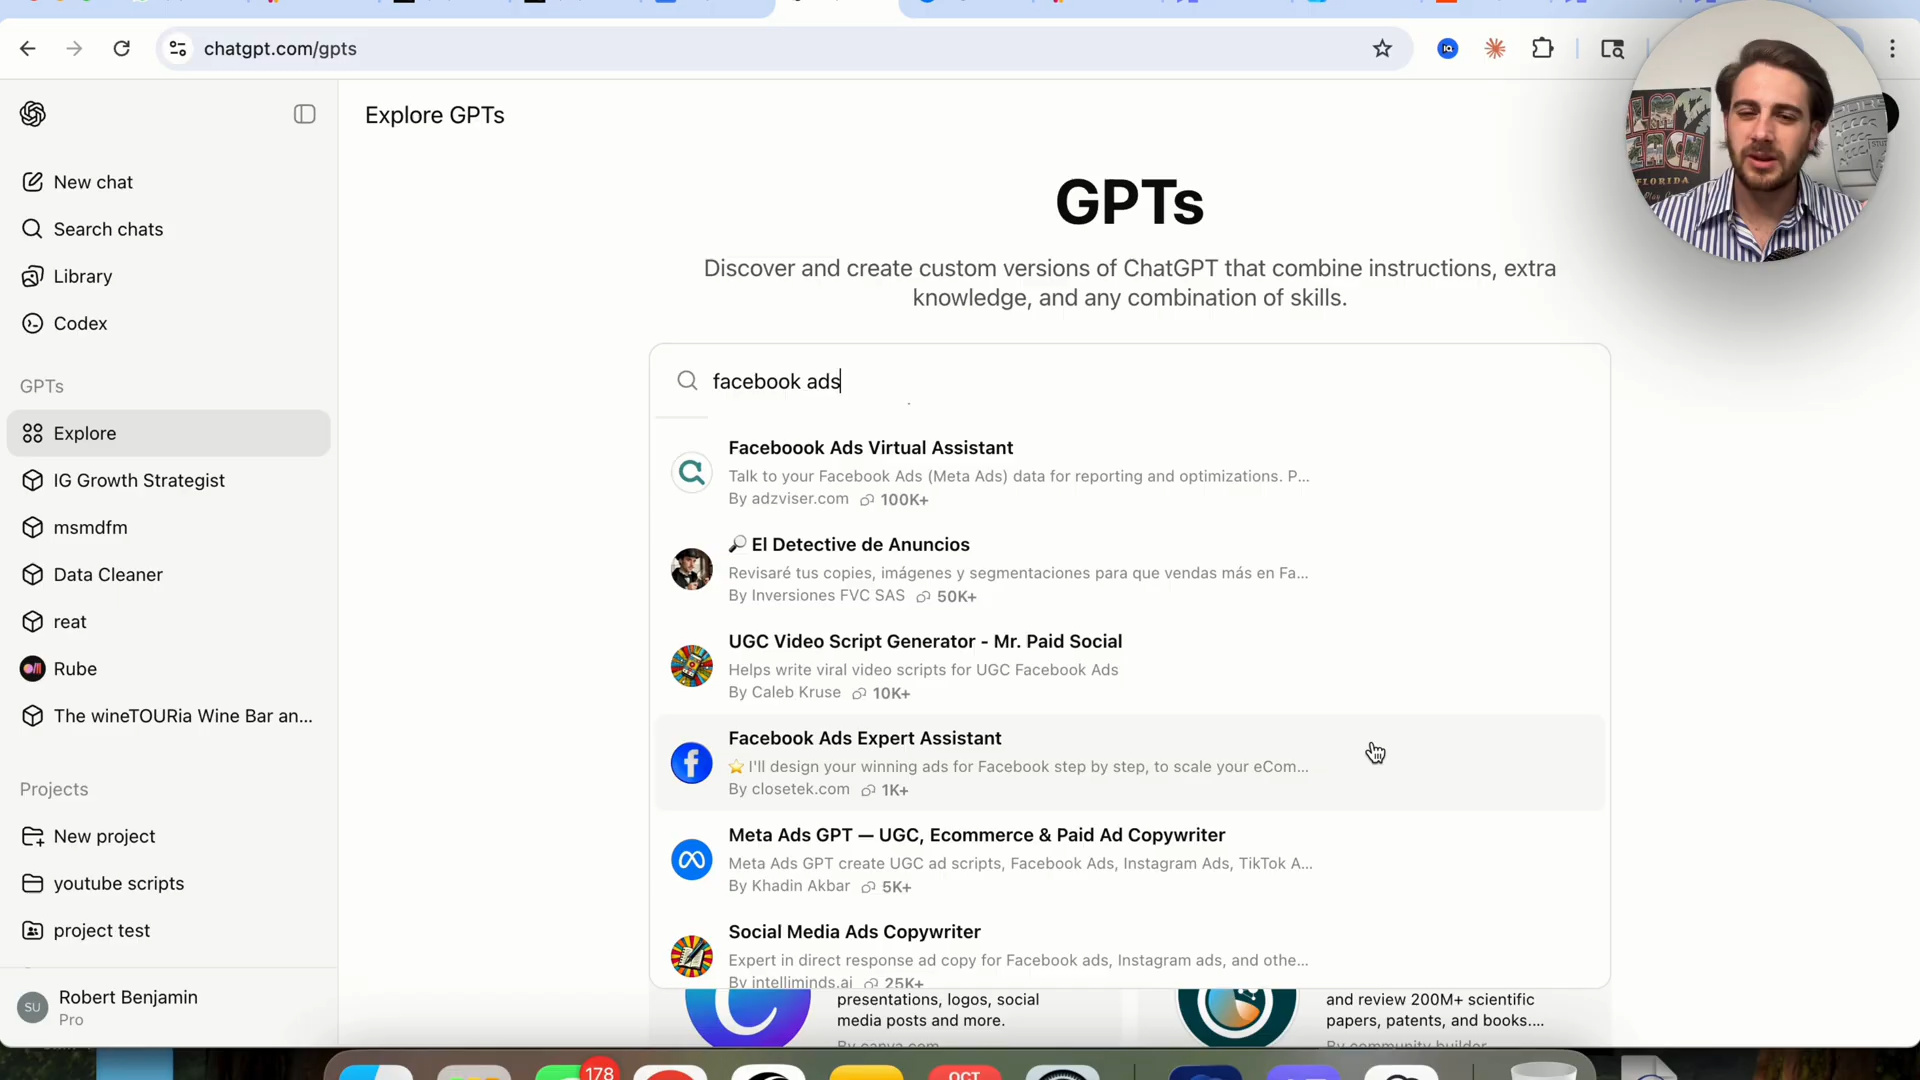 chatgpt.com/gpts
Explore GPTs
New chat
Search chats
Library
Codex
GPTs
Explore
IG Growth Strategist
msmdfm
Data Cleaner
reat
Rube
The wineTOURia Wine Bar an...
Projects
New project
youtube scripts
project test
SU
Robert Benjamin
Pro
GPTs
Discover and create custom versions of ChatGPT that combine instructions, extra
knowledge, and any combination of skills.
facebook ads
Faceboook Ads Virtual Assistant
Talk to your Facebook Ads (Meta Ads) data for reporting and optimizations. P...
By adzviser.com 100K+
🔎 El Detective de Anuncios
Revisaré tus copies, imágenes y segmentaciones para que vendas más en Fa...
By Inversiones FVC SAS 50K+
UGC Video Script Generator - Mr. Paid Social
Helps write viral video scripts for UGC Facebook Ads
By Caleb Kruse 10K+
Facebook Ads Expert Assistant
⭐ I'll design your winning ads for Facebook step by step, to scale your eCom...
By closetek.com 1K+
Meta Ads GPT — UGC, Ecommerce & Paid Ad Copywriter
Meta Ads GPT create UGC ad scripts, Facebook Ads, Instagram Ads, TikTok A...
By Khadin Akbar 5K+
Social Media Ads Copywriter
Expert in direct response ad copy for Facebook ads, Instagram ads, and othe...
By intelliminds.ai 25K+
presentations, logos, social
media posts and more.
By canva.com
and review 200M+ scientific
papers, patents, and books....
By community builder
FLORIDA
178
OCT